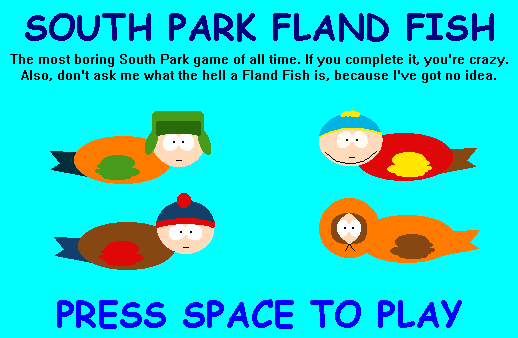 SOUTH PARK FLAND FISH
The most boring South Park game of all time. If you complete it, you're crazy.
Also, don't ask me what the hell a Fland Fish is, because I've got no idea.
PRESS SPACE TO PLAY